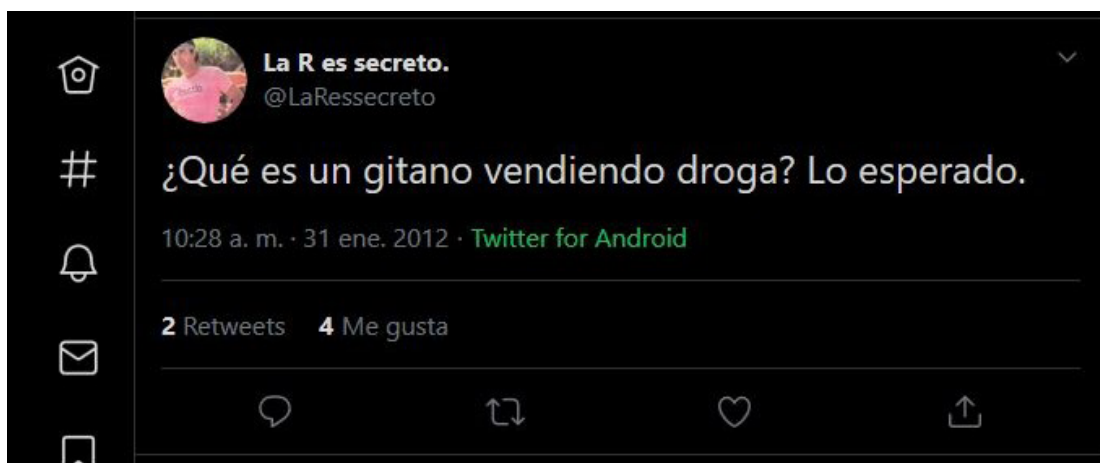 La R es secreto.
@LaRessecreto
¿Qué es un gitano vendiendo droga? Lo esperado.
10:28 a. m. · 31 ene. 2012 · Twitter for Android
2 Retweets 4 Me gusta